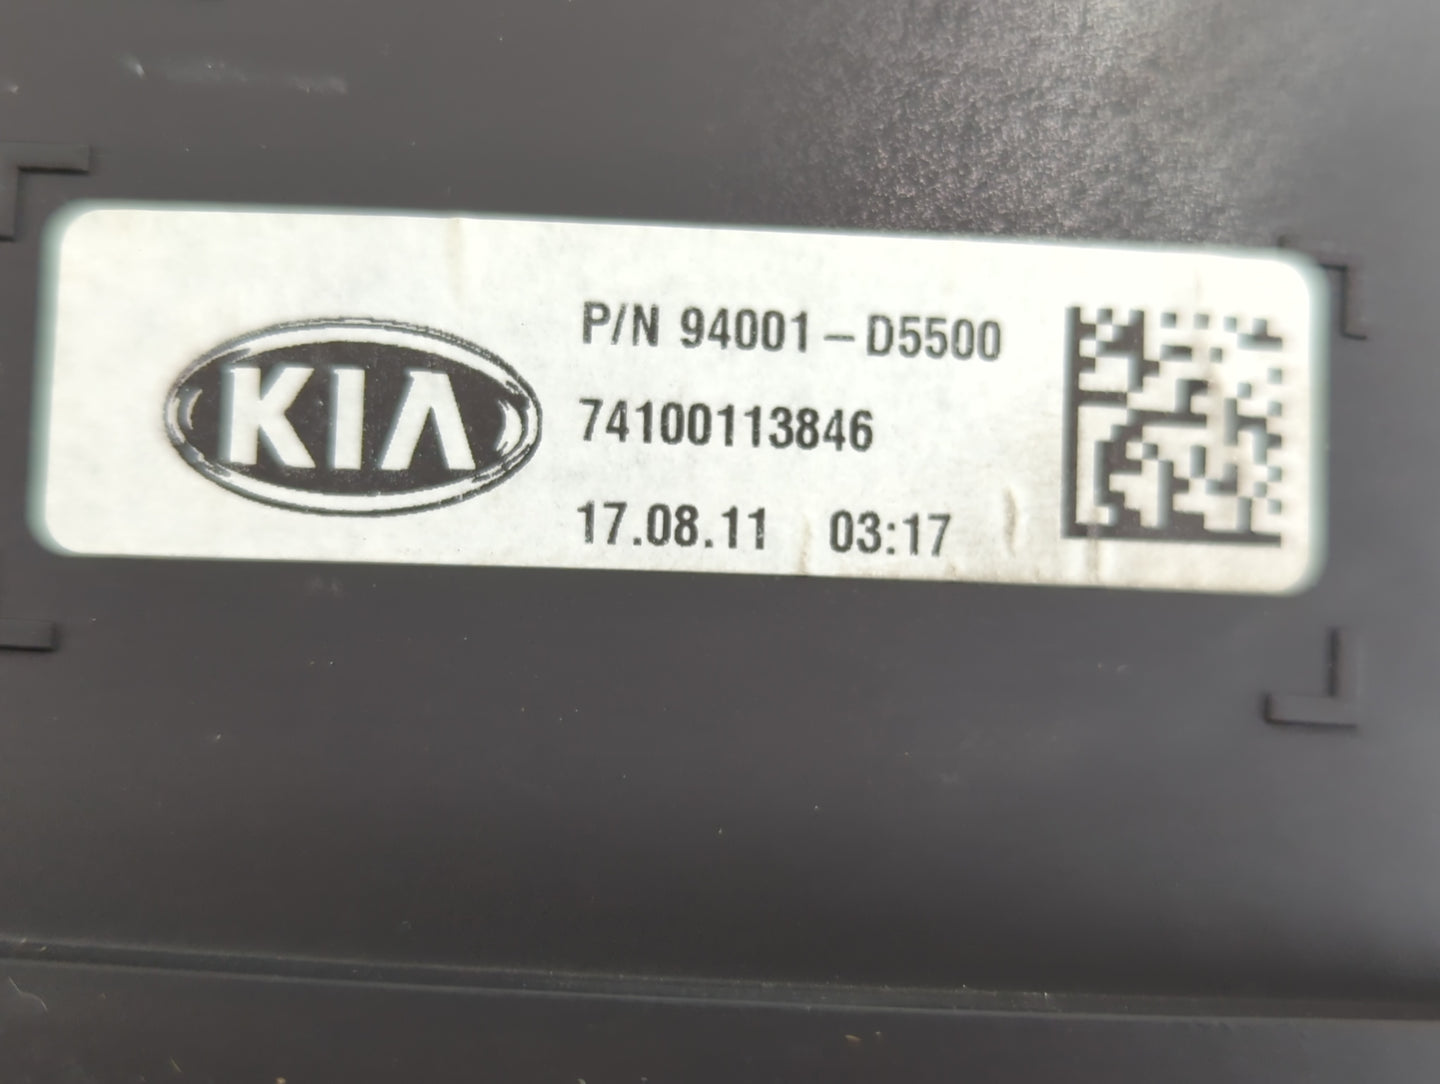 KIA
P/N 94001-D5500
74100113846
17.08.11 03:17